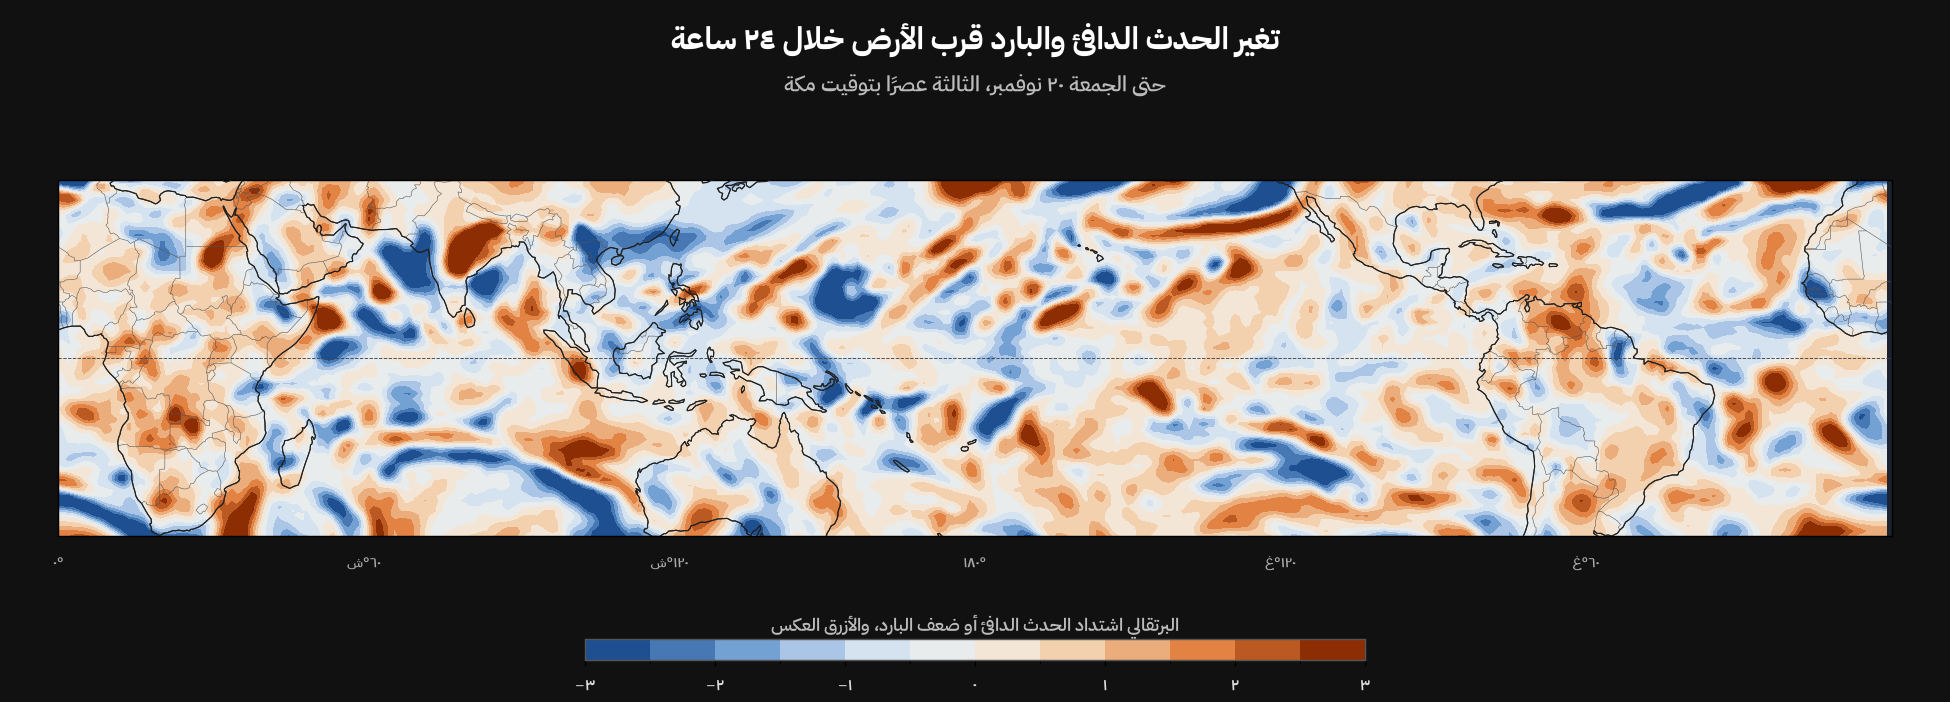 تغير الحدث الدافئ والبارد قرب الأرض خلال ٢٤ ساعة
حتى الجمعة ٢٠ نوفمبر، الثالثة عصرًا بتوقيت مكة
٠°
٦٠°ش
١٢٠°ش
١٨٠°
١٢٠°غ
٦٠°غ
البرتقالي اشتداد الحدث الدافئ أو ضعف البارد، والأزرق العكس
−٣
−٢
−١
٠
١
٢
٣